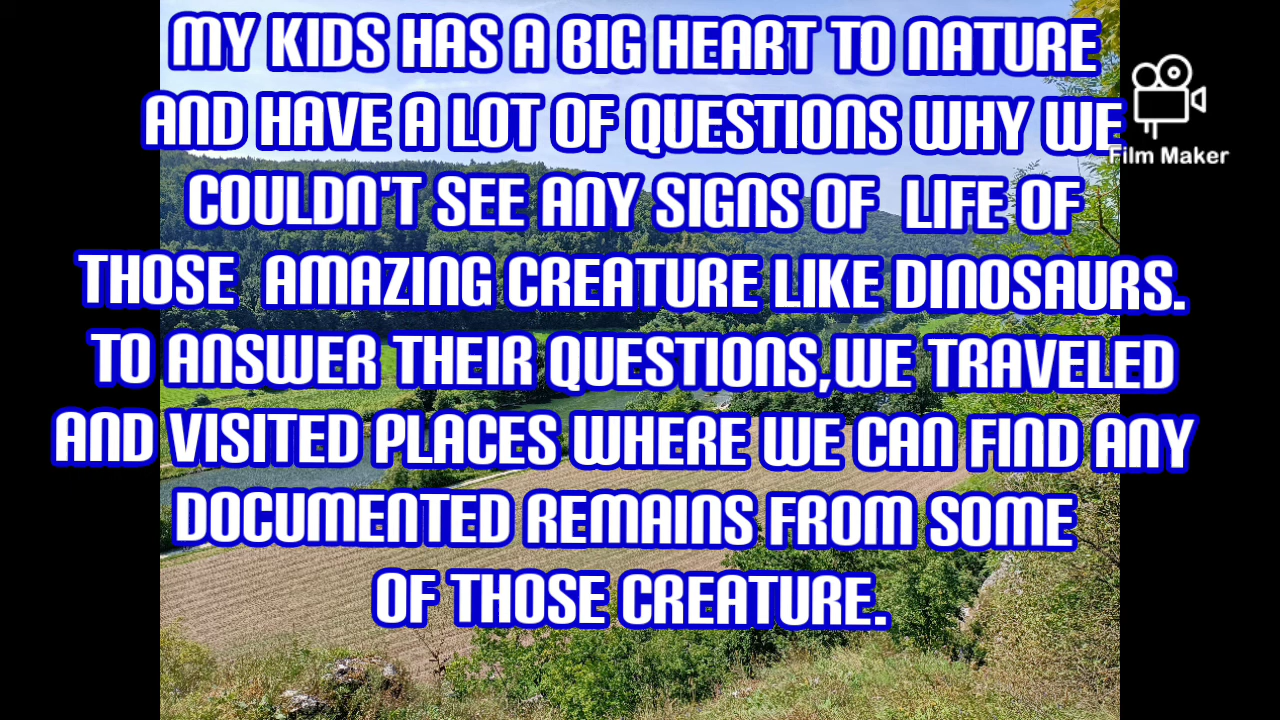 MY KIDS HAS A BIG HEART TO NATURE
AND HAVE A LOT OF QUESTIONS WHY WE
COULDN'T SEE ANY SIGNS OF LIFE OF
THOSE AMAZING CREATURE LIKE DINOSAURS.
TO ANSWER THEIR QUESTIONS,WE TRAVELED
AND VISITED PLACES WHERE WE CAN FIND ANY
DOCUMENTED REMAINS FROM SOME
OF THOSE CREATURE.
Film Maker